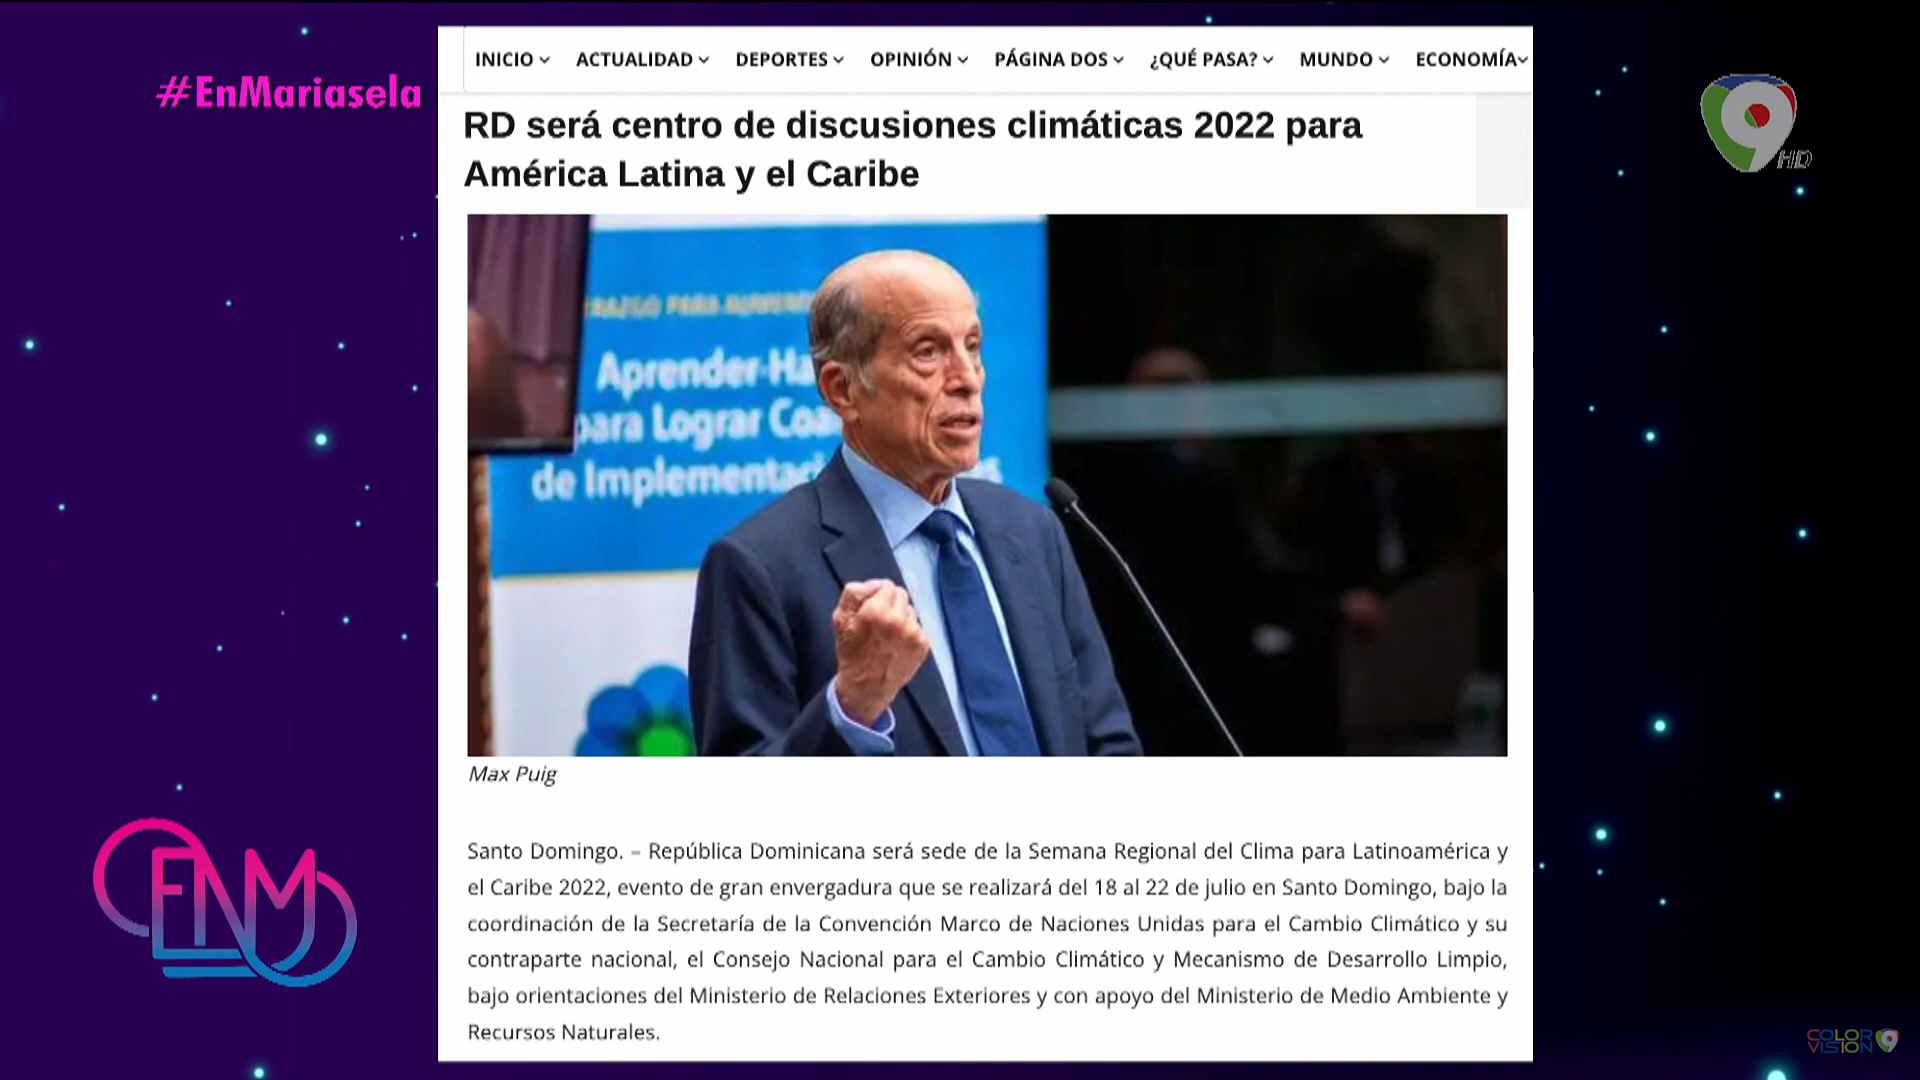 #EnMariasela
INICIO ACTUALIDAD DEPORTES OPINIÓN PÁGINA DOS ¿QUÉ PASA? MUNDO ECONOMÍA
9
HD
RD será centro de discusiones climáticas 2022 para
América Latina y el Caribe
Aprender-Ha
para Lograr Coa
de Implementaci
Max Puig
Santo Domingo. – República Dominicana será sede de la Semana Regional del Clima para Latinoamérica y
el Caribe 2022, evento de gran envergadura que se realizará del 18 al 22 de julio en Santo Domingo, bajo la
coordinación de la Secretaría de la Convención Marco de Naciones Unidas para el Cambio Climático y su
contraparte nacional, el Consejo Nacional para el Cambio Climático y Mecanismo de Desarrollo Limpio,
bajo orientaciones del Ministerio de Relaciones Exteriores y con apoyo del Ministerio de Medio Ambiente y
Recursos Naturales.
ENM
COLOR
VISION 9